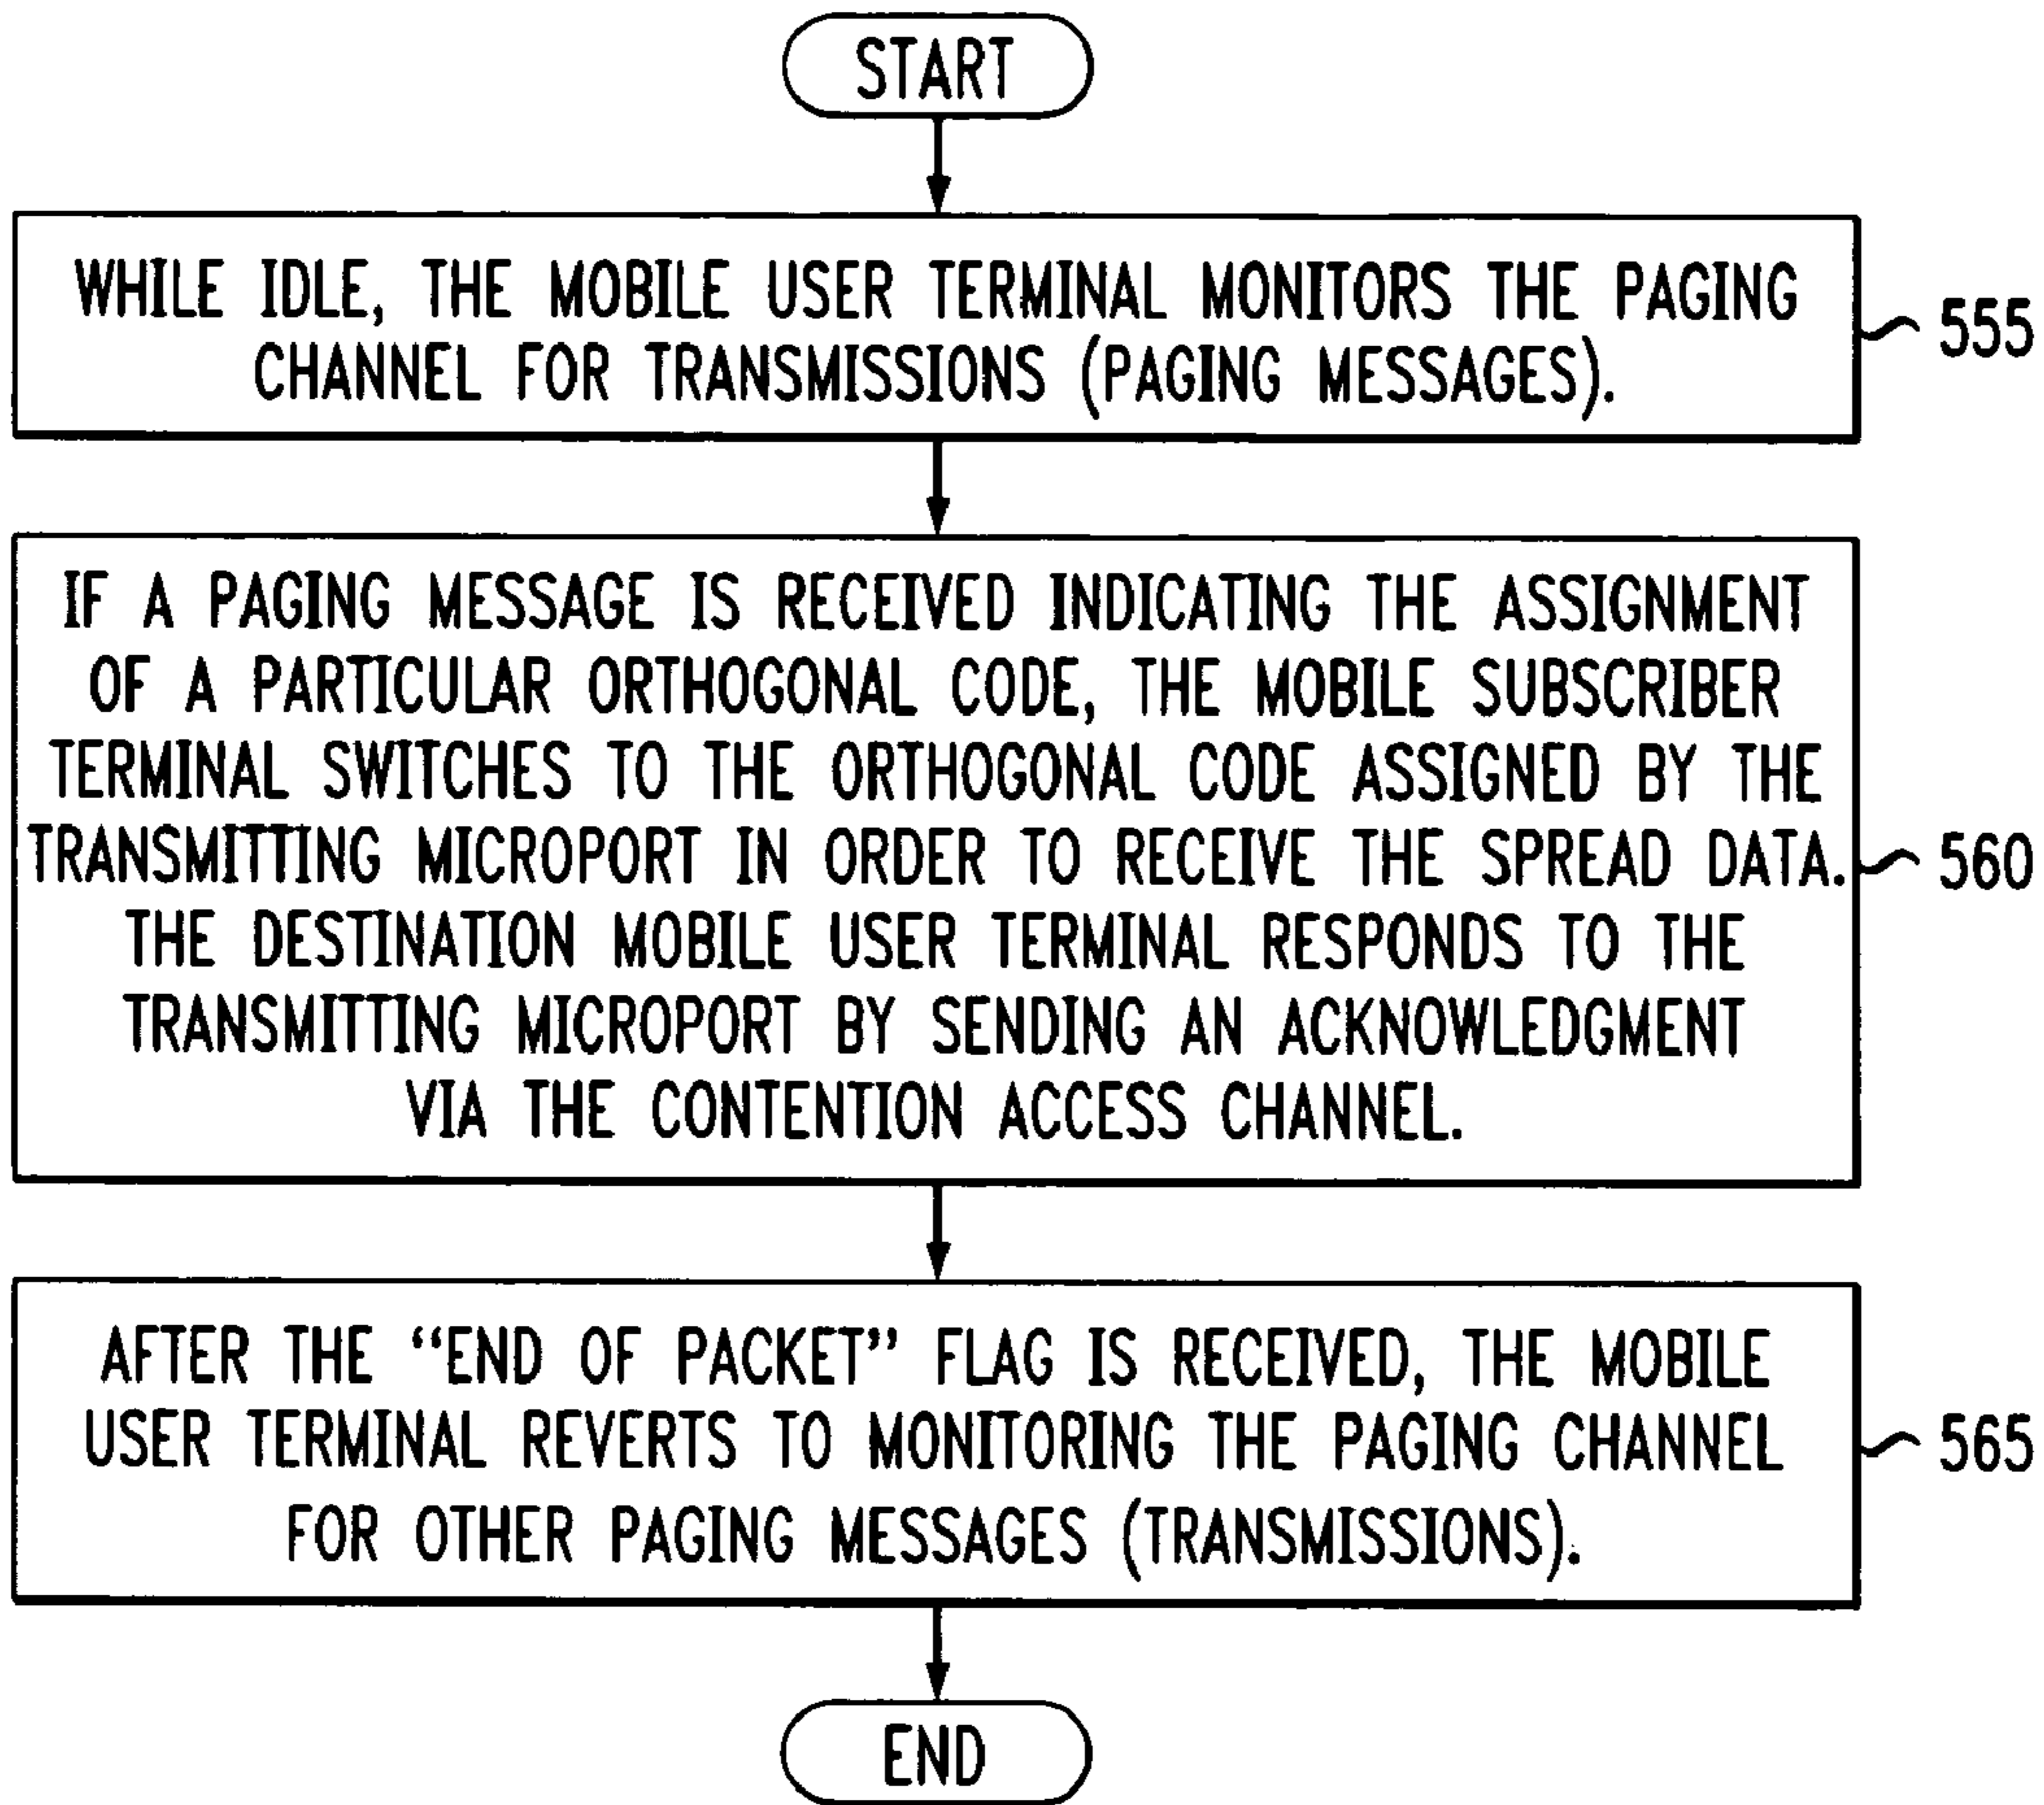 START
WHILE IDLE, THE MOBILE USER TERMINAL MONITORS THE PAGING
CHANNEL FOR TRANSMISSIONS (PAGING MESSAGES).
555
IF A PAGING MESSAGE IS RECEIVED INDICATING THE ASSIGNMENT
OF A PARTICULAR ORTHOGONAL CODE, THE MOBILE SUBSCRIBER
TERMINAL SWITCHES TO THE ORTHOGONAL CODE ASSIGNED BY THE
TRANSMITTING MICROPORT IN ORDER TO RECEIVE THE SPREAD DATA.
THE DESTINATION MOBILE USER TERMINAL RESPONDS TO THE
TRANSMITTING MICROPORT BY SENDING AN ACKNOWLEDGMENT
VIA THE CONTENTION ACCESS CHANNEL.
560
AFTER THE “END OF PACKET” FLAG IS RECEIVED, THE MOBILE
USER TERMINAL REVERTS TO MONITORING THE PAGING CHANNEL
FOR OTHER PAGING MESSAGES (TRANSMISSIONS).
565
END